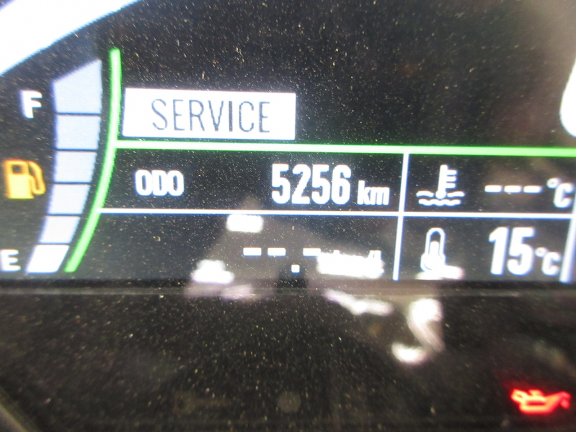 F
SERVICE
ODO 5256 km
---°C
E
--.-
15°C